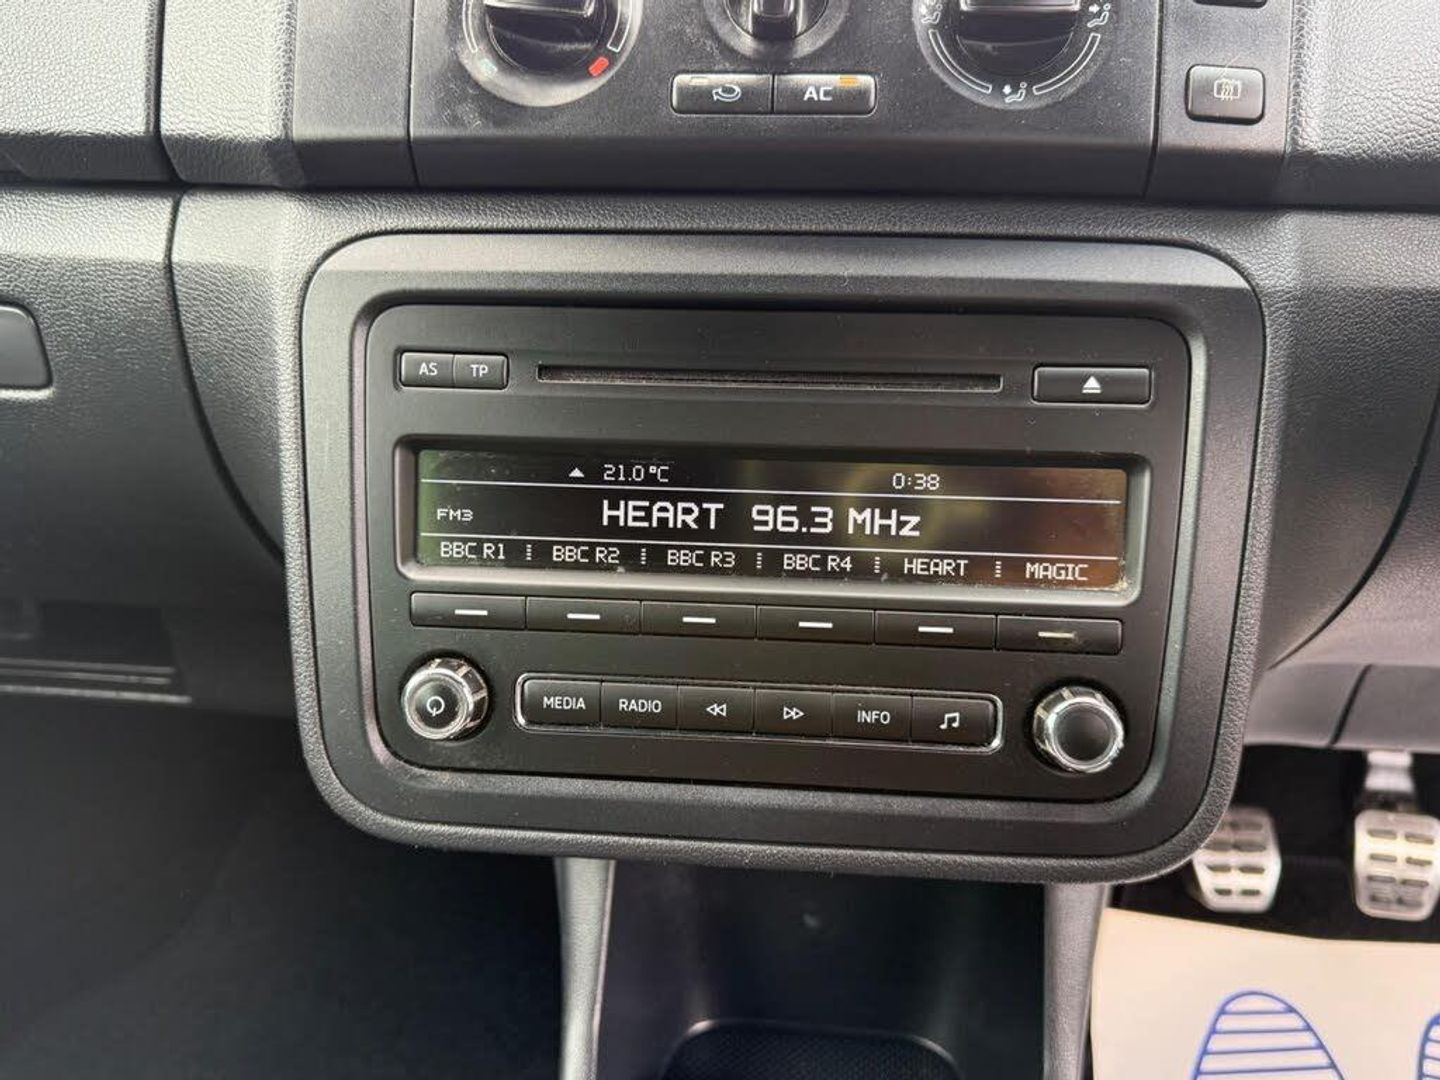 AC
AS TP
21.0°C 0:38
FM3 HEART 96.3 MHz
BBC R1 BBC R2 BBC R3 BBC R4 HEART MAGIC
MEDIA RADIO INFO